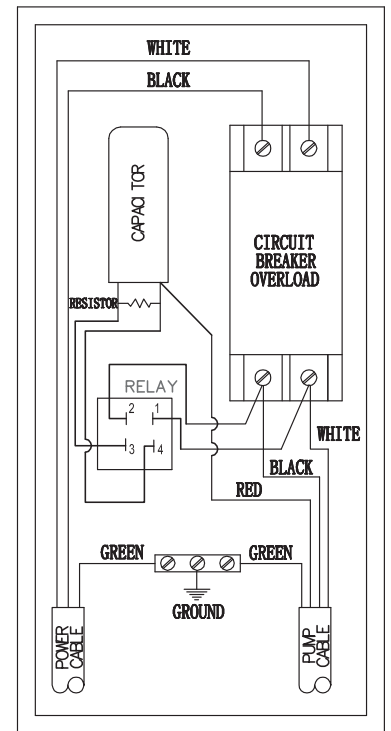 WHITE
BLACK
CAPACITOR
CIRCUIT
BREAKER
OVERLOAD
RESISTOR
RELAY
2 1
3 4
WHITE
BLACK
RED
GREEN
GREEN
GROUND
POWER
CABLE
PUMP
CABLE